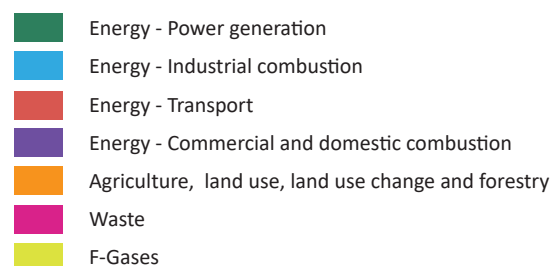 Energy - Power generation
Energy - Industrial combustion
Energy - Transport
Energy - Commercial and domestic combustion
Agriculture,  land use, land use change and forestry
Waste
F-Gases